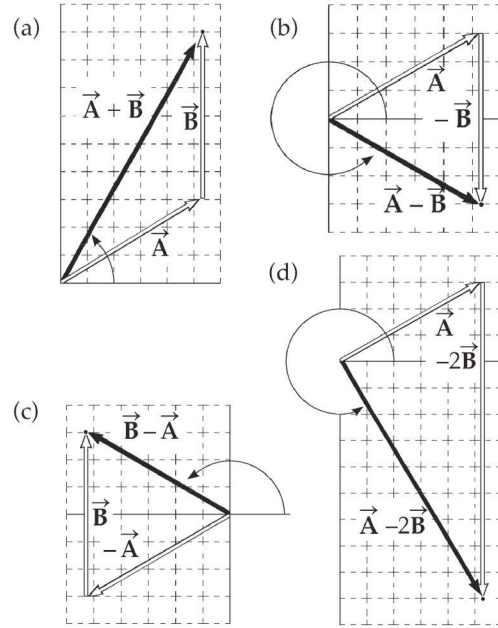 (a)
A⃗ + B⃗
B⃗
A⃗
(b)
A⃗
− B⃗
A⃗ − B⃗
(c)
B⃗ − A⃗
B⃗
− A⃗
(d)
A⃗
−2B⃗
A⃗ −2B⃗